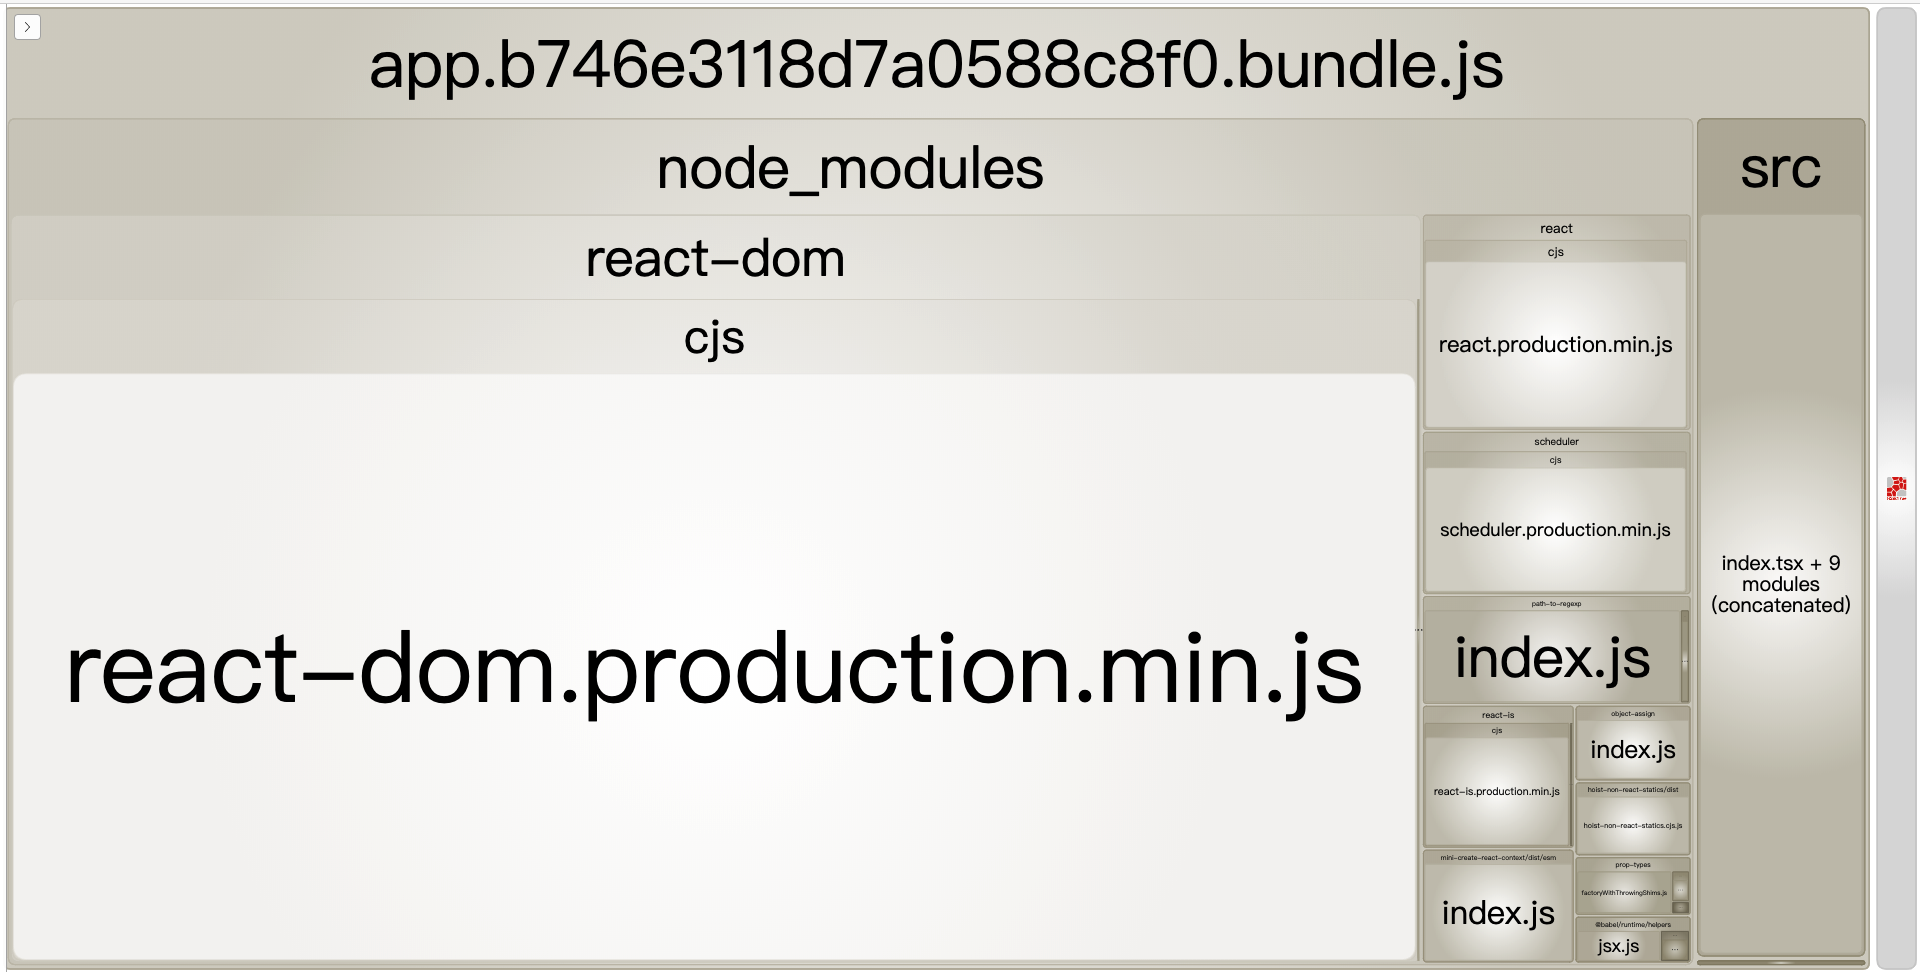 app.b746e3118d7a0588c8f0.bundle.js
node_modules
src
react-dom
cjs
react-dom.production.min.js
...
react
cjs
react.production.min.js
scheduler
cjs
scheduler.production.min.js
path-to-regexp
index.js
react-is
cjs
react-is.production.min.js
object-assign
index.js
hoist-non-react-statics/dist
hoist-non-react-statics.cjs.js
mini-create-react-context/dist/esm
index.js
prop-types
factoryWithThrowingShims.js
@babel/runtime/helpers
jsx.js
...
index.tsx + 9
modules
(concatenated)